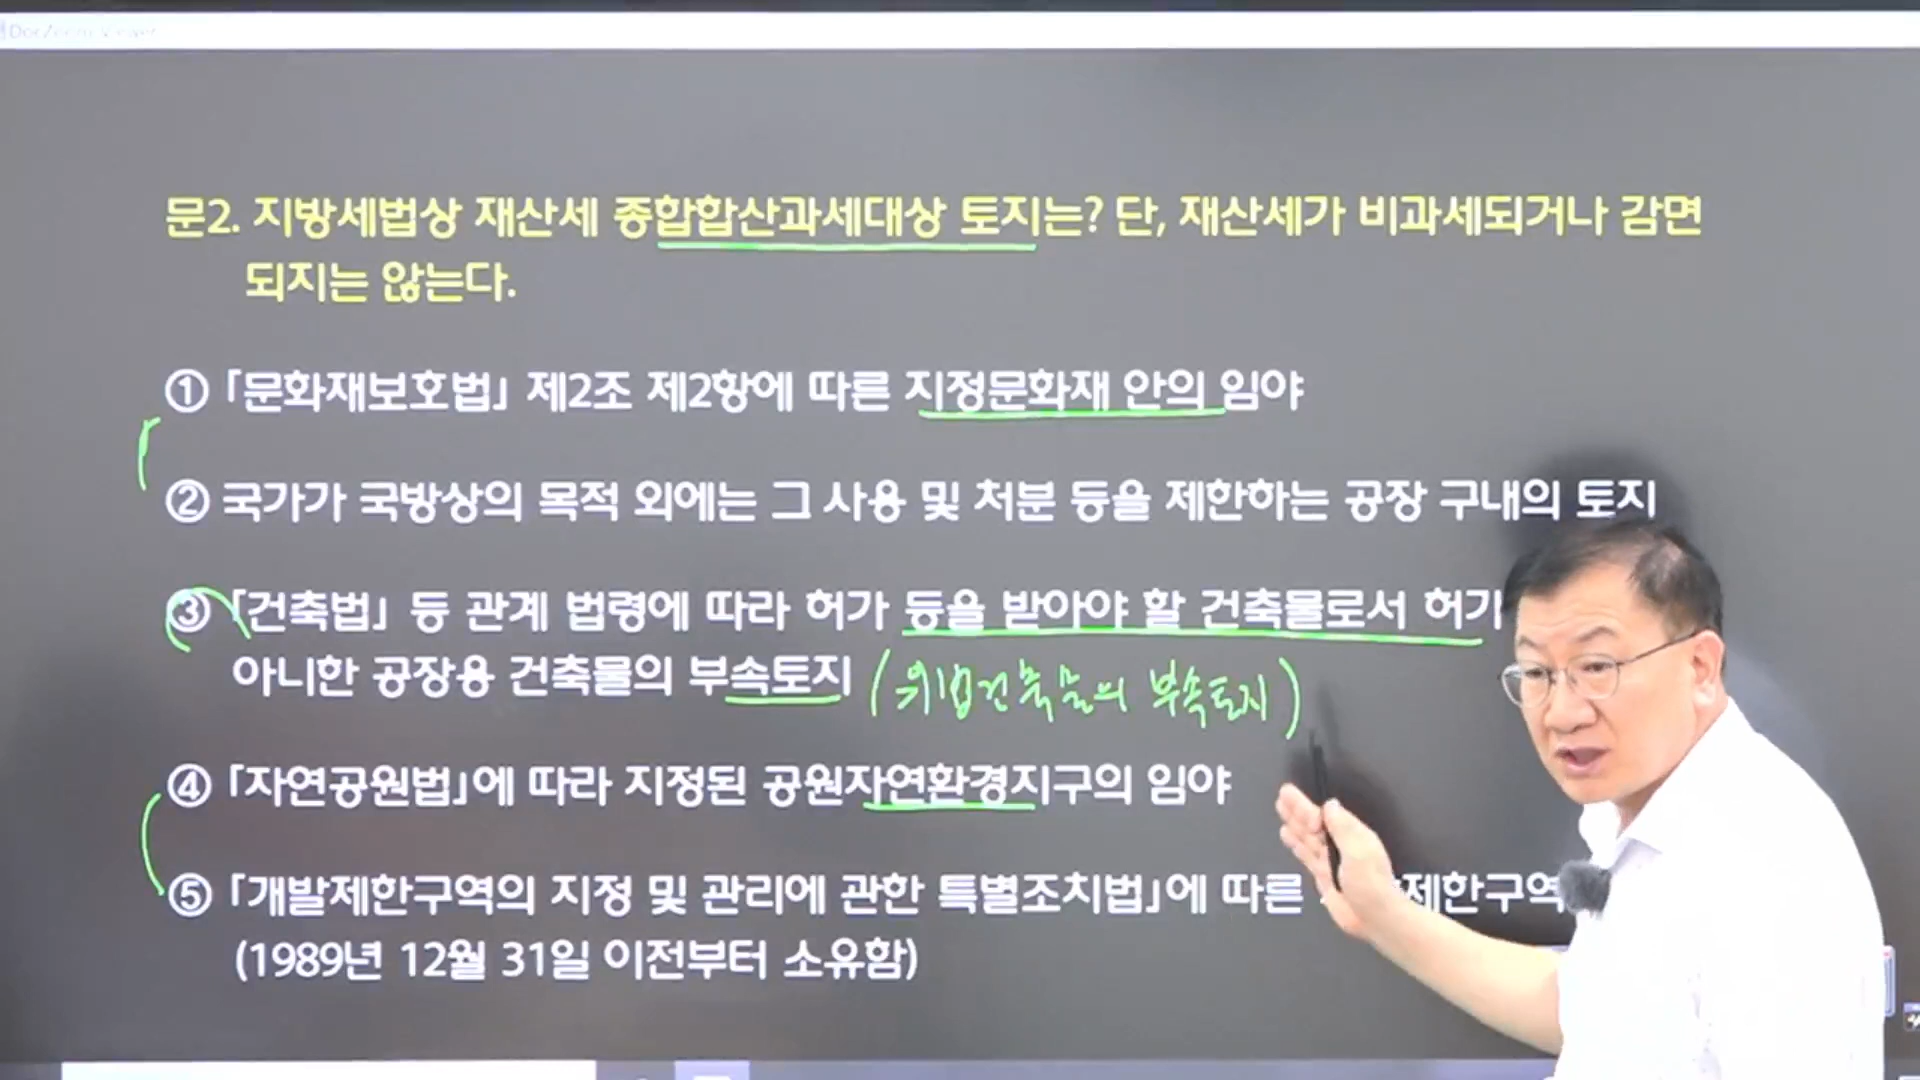 문2. 지방세법상 재산세 종합합산과세대상 토지는? 단, 재산세가 비과세되거나 감면
되지는 않는다.
① 「문화재보호법」 제2조 제2항에 따른 지정문화재 안의 임야
② 국가가 국방상의 목적 외에는 그 사용 및 처분 등을 제한하는 공장 구내의 토지
③ 「건축법」 등 관계 법령에 따라 허가 등을 받아야 할 건축물로서 허가
아니한 공장용 건축물의 부속토지 (위법건축물의 부속토지)
④ 「자연공원법」에 따라 지정된 공원자연환경지구의 임야
⑤ 「개발제한구역의 지정 및 관리에 관한 특별조치법」에 따른 제한구역
(1989년 12월 31일 이전부터 소유함)